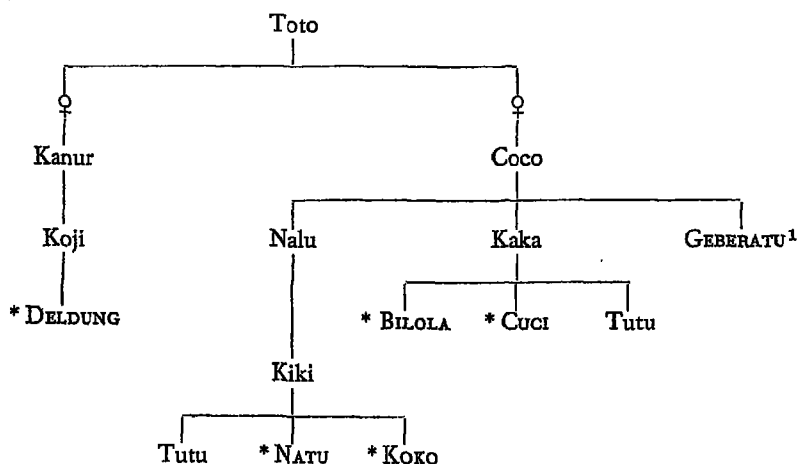 Toto
♀ ♀
Kanur Coco
Koji Nalu Kaka GEBERATU¹
* DELDUNG * BILOLA * CUCI Tutu
Kiki
Tutu * NATU * KOKO